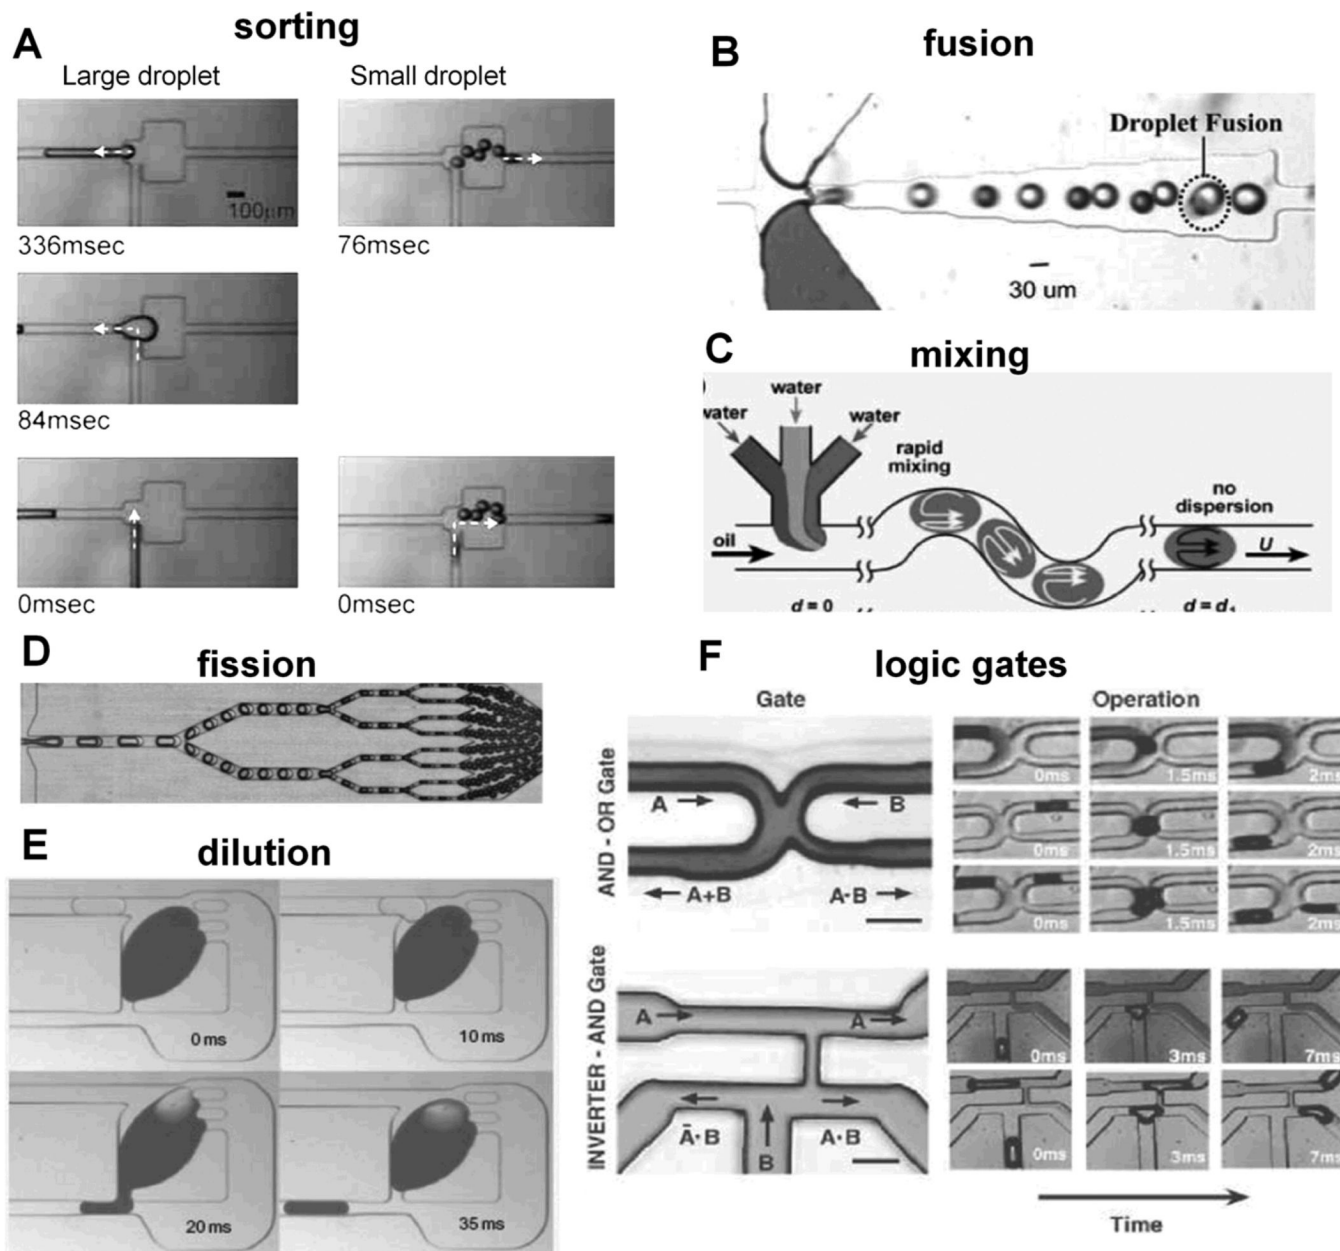 A
sorting
Large droplet
Small droplet
100μm
336msec
76msec
84msec
0msec
0msec
B
fusion
Droplet Fusion
30 um
C
mixing
water
water
water
rapid
mixing
no
dispersion
oil
U
d = 0
d = d₁
D
fission
E
dilution
0 ms
10 ms
20 ms
35 ms
F
logic gates
Gate
Operation
AND - OR Gate
A
B
A+B
A·B
0ms
1.5ms
2ms
0ms
1.5ms
2ms
0ms
1.5ms
2ms
INVERTER - AND Gate
A
A
Ā·B
B
A·B
0ms
3ms
7ms
0ms
3ms
7ms
Time